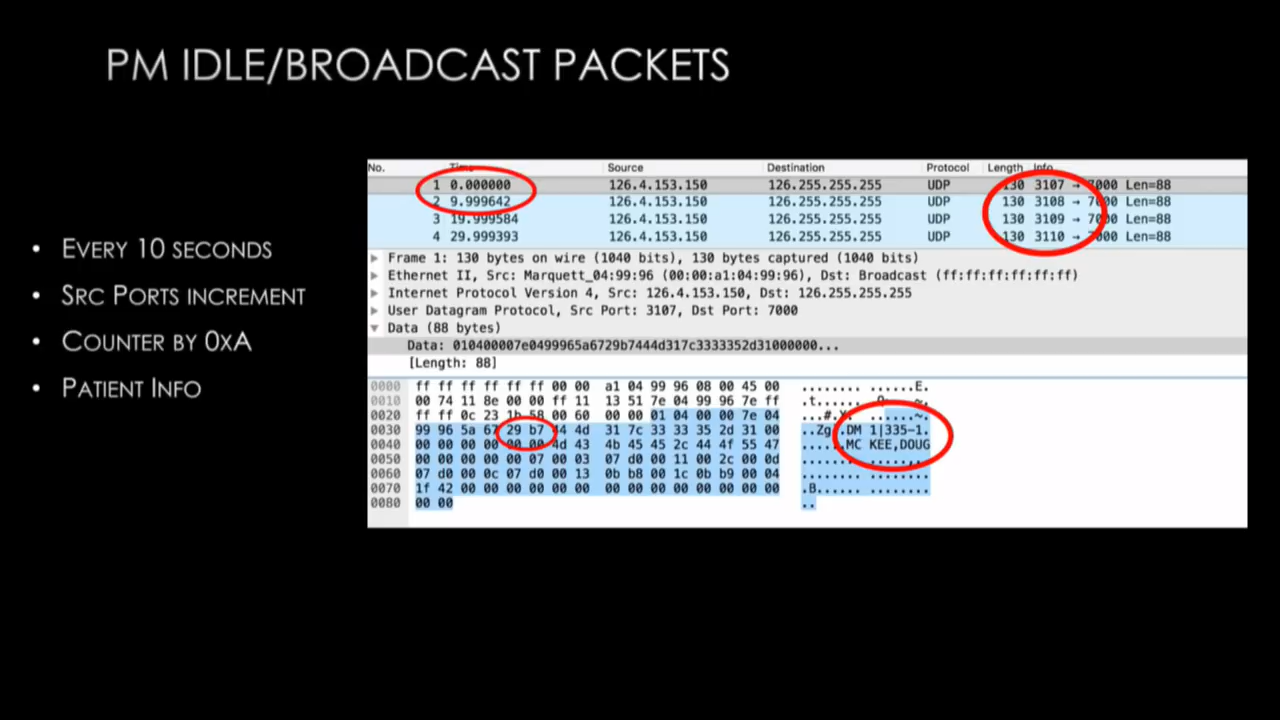 PM IDLE/BROADCAST PACKETS
• EVERY 10 SECONDS
• SRC PORTS INCREMENT
• COUNTER BY 0XA
• PATIENT INFO
No. Time Source Destination Protocol Length Info
1 0.000000 126.4.153.150 126.255.255.255 UDP 130 3107 → 7000 Len=88
2 9.999642 126.4.153.150 126.255.255.255 UDP 130 3108 → 7000 Len=88
3 19.999584 126.4.153.150 126.255.255.255 UDP 130 3109 → 7000 Len=88
4 29.999393 126.4.153.150 126.255.255.255 UDP 130 3110 → 7000 Len=88
Frame 1: 130 bytes on wire (1040 bits), 130 bytes captured (1040 bits)
Ethernet II, Src: Marquett_04:99:96 (00:00:a1:04:99:96), Dst: Broadcast (ff:ff:ff:ff:ff:ff)
Internet Protocol Version 4, Src: 126.4.153.150, Dst: 126.255.255.255
User Datagram Protocol, Src Port: 3107, Dst Port: 7000
Data (88 bytes)
Data: 010400007e0499965a6729b7444d317c3333352d31000000...
[Length: 88]
0000 ff ff ff ff ff ff 00 00 a1 04 99 96 08 00 45 00 ........ ......E.
0010 00 74 11 8e 00 00 ff 11 13 51 7e 04 99 96 7e ff .t...... .Q~...~.
0020 ff ff 0c 23 1b 58 00 60 00 00 01 04 00 00 7e 04 ...#.X.` ......~.
0030 99 96 5a 67 29 b7 44 4d 31 7c 33 33 35 2d 31 00 ..Zg).DM 1|335-1.
0040 00 00 00 00 00 00 4d 43 4b 45 45 2c 44 4f 55 47 ......MC KEE,DOUG
0050 00 00 00 00 00 07 00 03 07 d0 00 11 00 2c 00 0d ........ .....,..
0060 07 d0 00 0c 07 d0 00 13 0b b8 00 1c 0b b9 00 04 ........ ........
0070 1f 42 00 00 00 00 00 00 00 00 00 00 00 00 00 00 .B...... ........
0080 00 00 ..